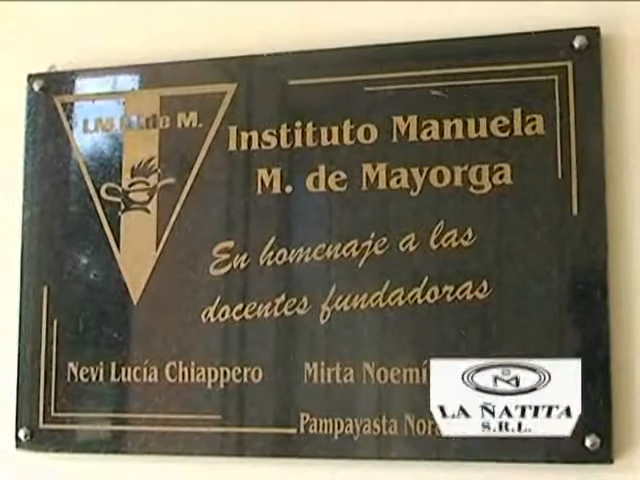 I.M.M. de M.
Instituto Manuela
M. de Mayorga
En homenaje a las
docentes fundadoras
Nevi Lucía Chiappero Mirta Noemí
Pampayasta
M
LA ÑATITA
S.R.L.